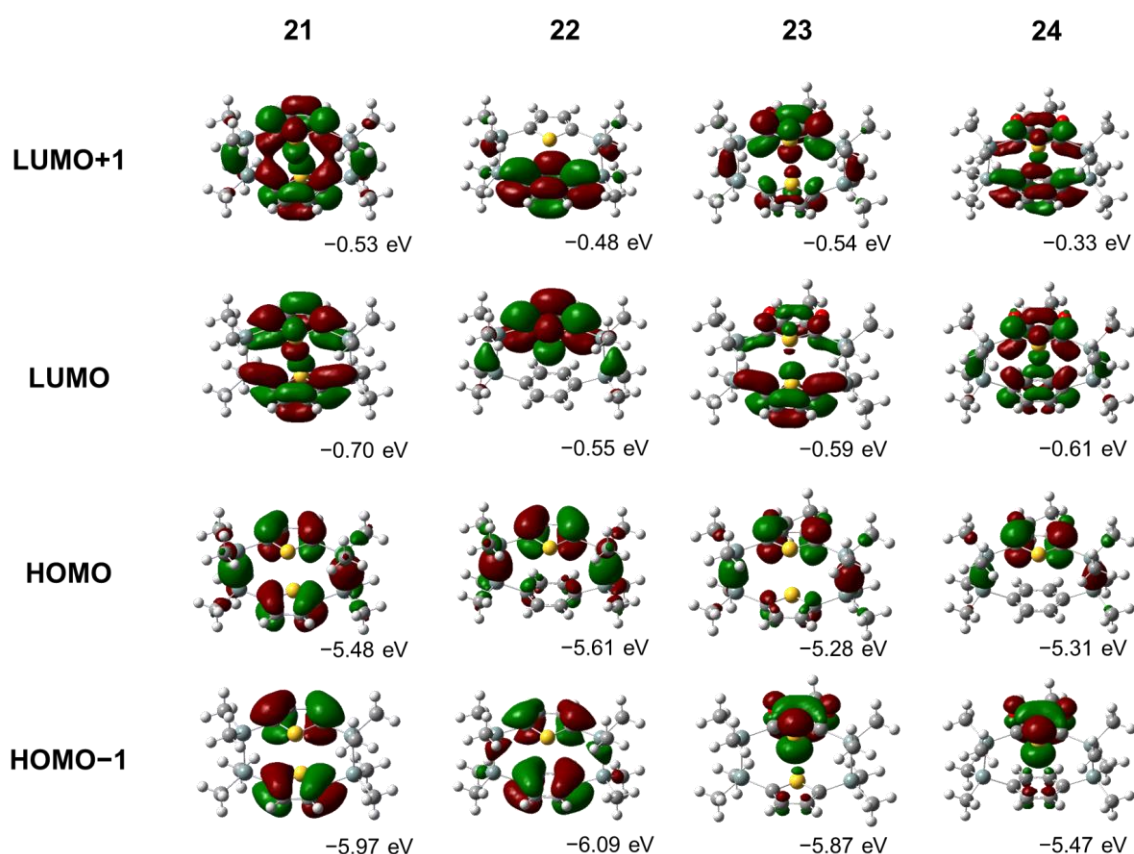 21 22 23 24
LUMO+1
−0.53 eV −0.48 eV −0.54 eV −0.33 eV
LUMO
−0.70 eV −0.55 eV −0.59 eV −0.61 eV
HOMO
−5.48 eV −5.61 eV −5.28 eV −5.31 eV
HOMO−1
−5.97 eV −6.09 eV −5.87 eV −5.47 eV